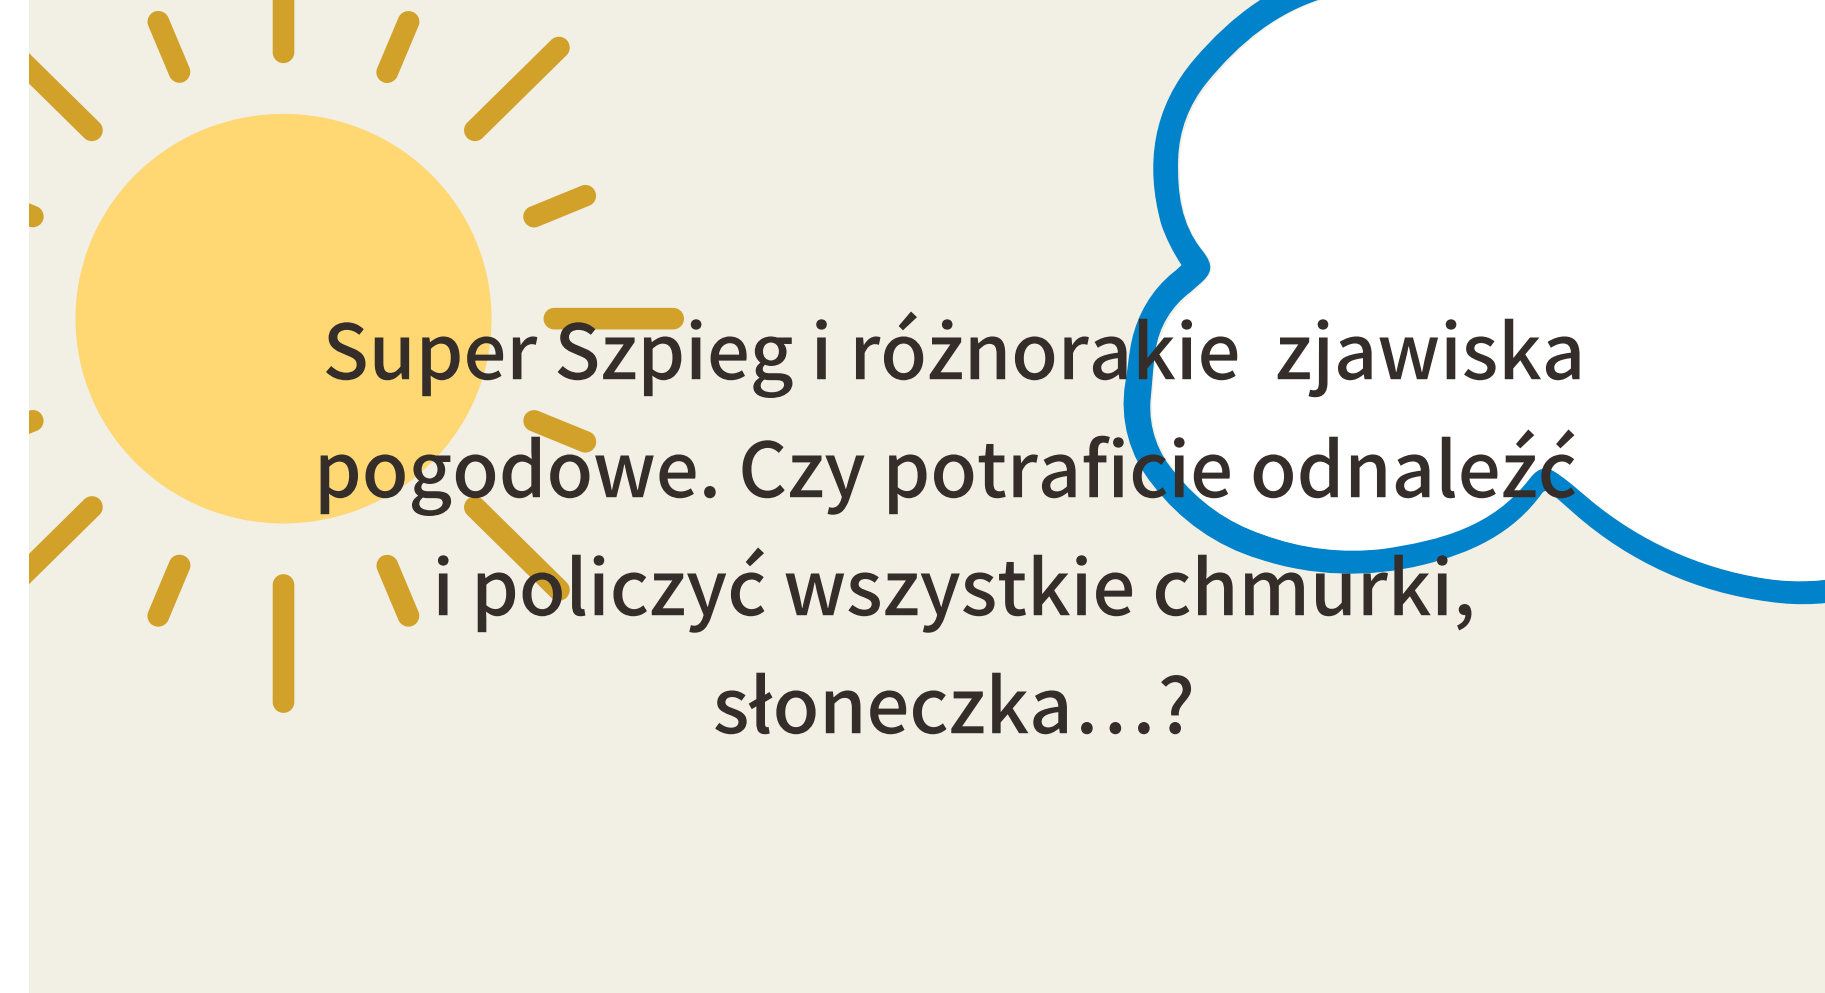 Super Szpieg i różnorakie  zjawiska
pogodowe. Czy potraficie odnaleźć
i policzyć wszystkie chmurki,
słoneczka...?